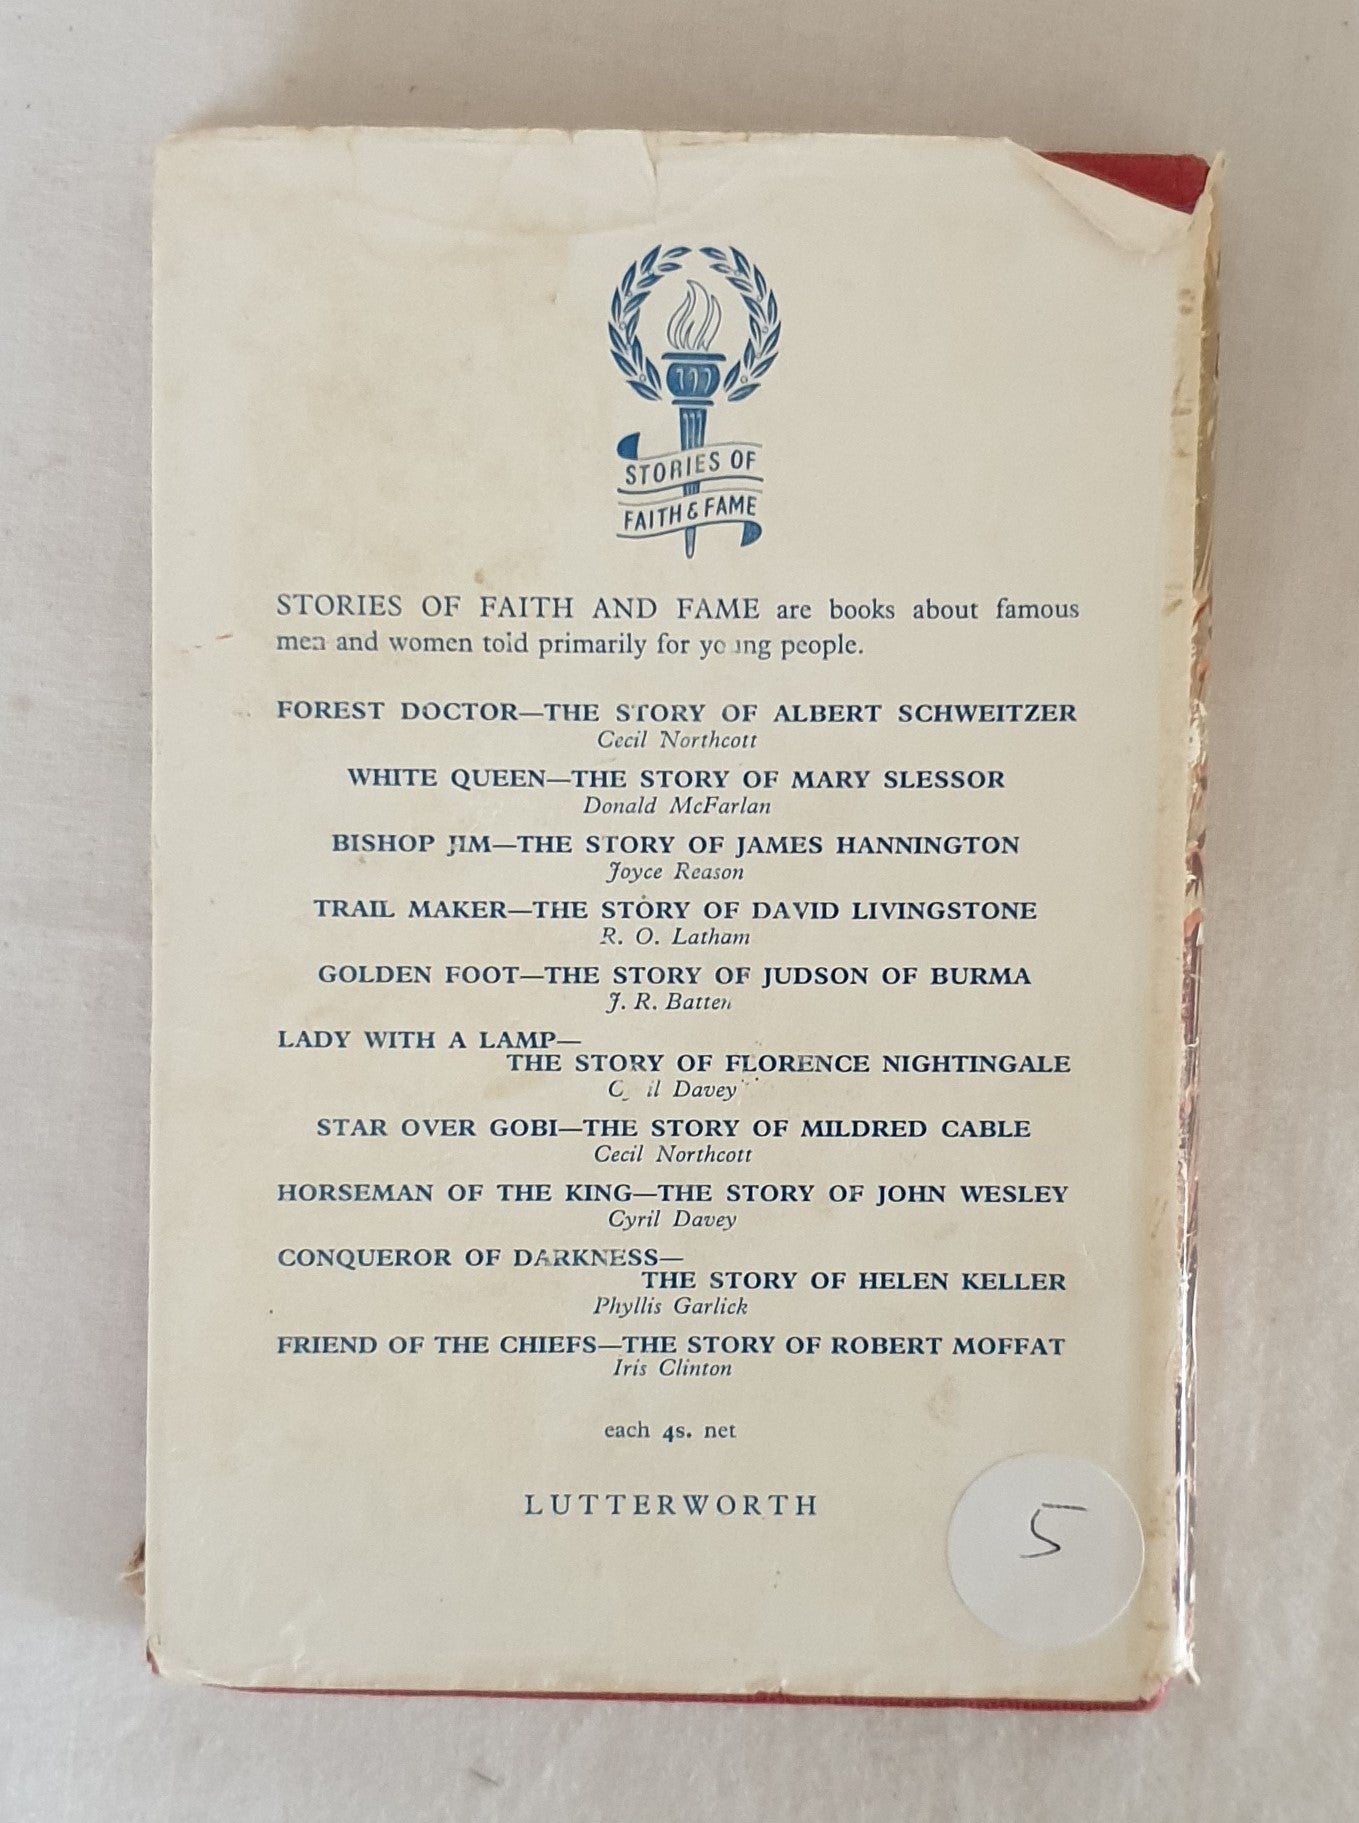 STORIES OF
FAITH & FAME
STORIES OF FAITH AND FAME are books about famous
men and women told primarily for young people.
FOREST DOCTOR—THE STORY OF ALBERT SCHWEITZER
Cecil Northcott
WHITE QUEEN—THE STORY OF MARY SLESSOR
Donald McFarlan
BISHOP JIM—THE STORY OF JAMES HANNINGTON
Joyce Reason
TRAIL MAKER—THE STORY OF DAVID LIVINGSTONE
R. O. Latham
GOLDEN FOOT—THE STORY OF JUDSON OF BURMA
J. R. Batten
LADY WITH A LAMP—
THE STORY OF FLORENCE NIGHTINGALE
Davey
STAR OVER GOBI—THE STORY OF MILDRED CABLE
Cecil Northcott
HORSEMAN OF THE KING—THE STORY OF JOHN WESLEY
Cyril Davey
CONQUEROR OF DARKNESS—
THE STORY OF HELEN KELLER
Phyllis Garlick
FRIEND OF THE CHIEFS—THE STORY OF ROBERT MOFFAT
Iris Clinton
each 4s. net
LUTTERWORTH
5